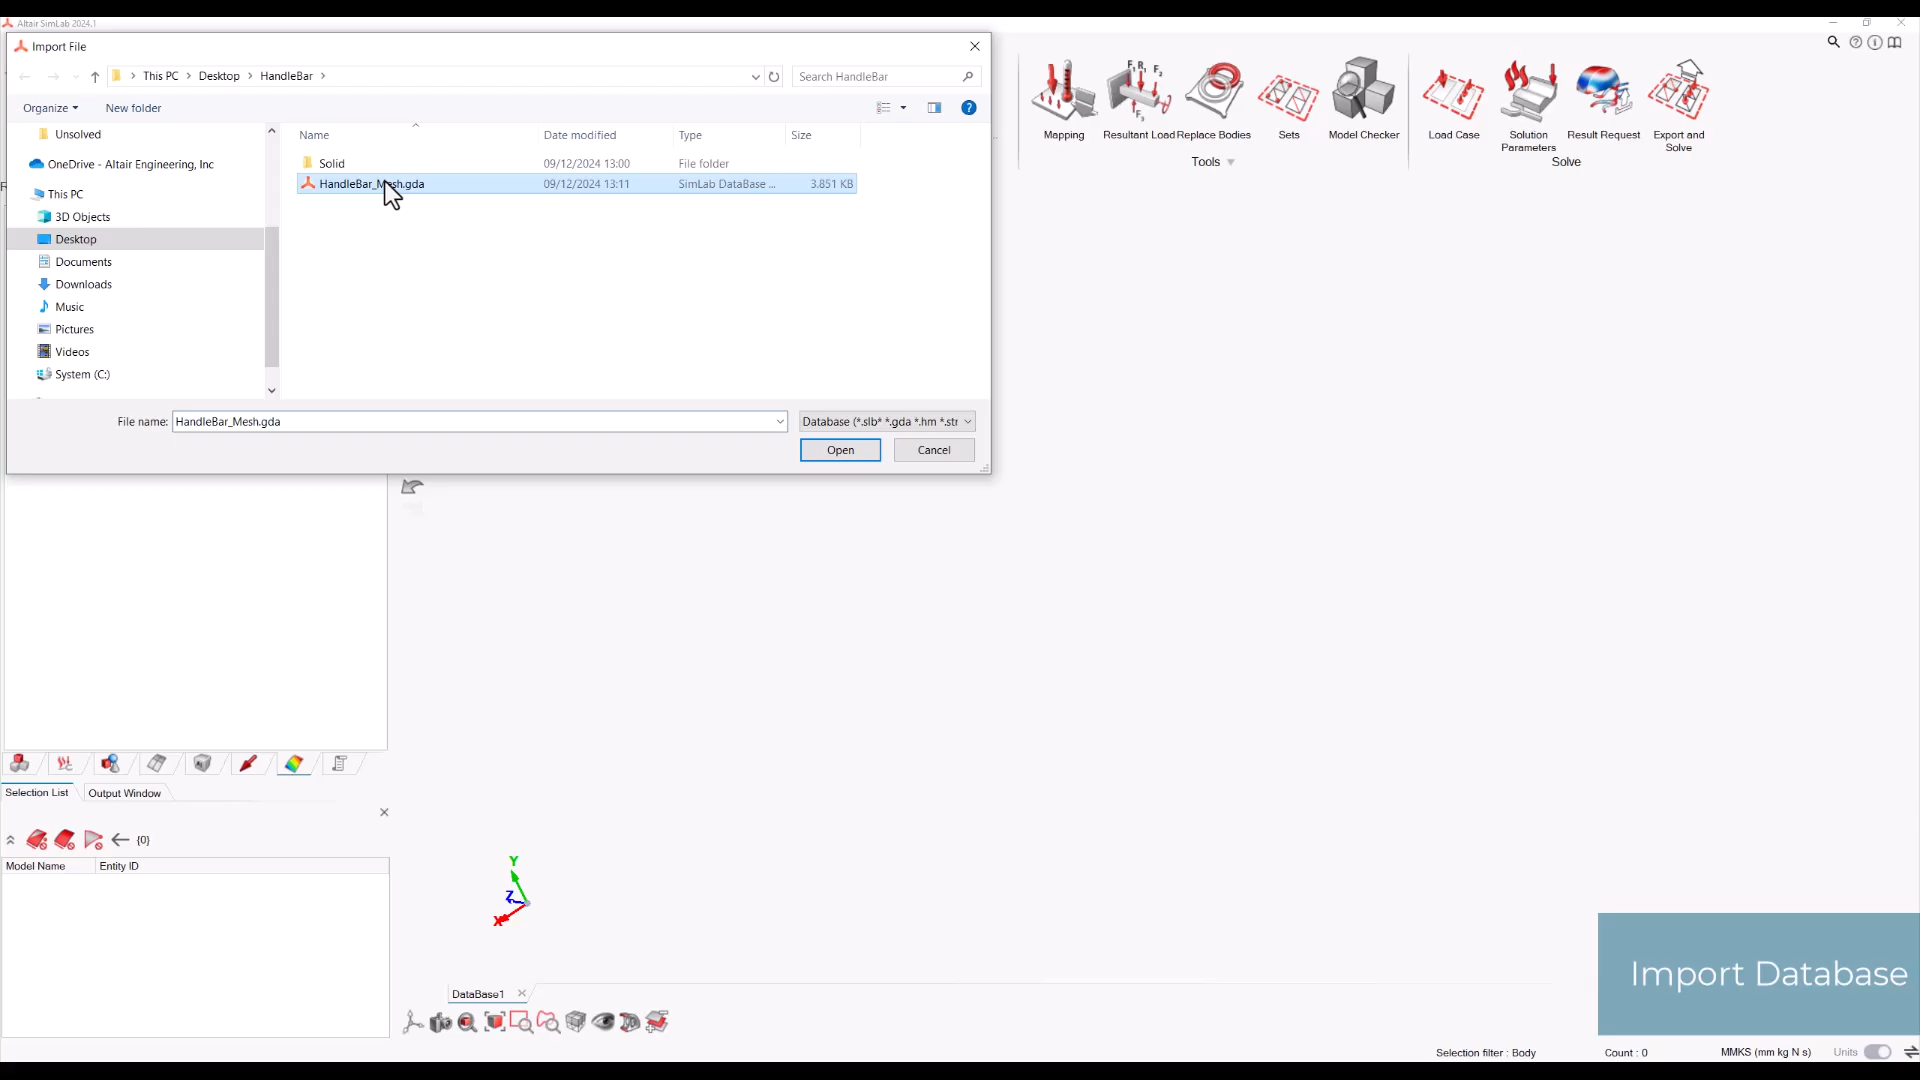 Altair SimLab 2024.1
Import File
This PC > Desktop > HandleBar >
Search HandleBar
Organize
New folder
Name
Date modified
Type
Size
Unsolved
OneDrive - Altair Engineering, Inc
This PC
3D Objects
Desktop
Documents
Downloads
Music
Pictures
Videos
System (C:)
Solid 09/12/2024 13:00 File folder
HandleBar_Mesh.gda 09/12/2024 13:11 SimLab DataBase ... 3.851 KB
File name: HandleBar_Mesh.gda
Database (*.slb* *.gda *.hm *.str
Open
Cancel
F1 R1 F2
F3
Mapping
Resultant Load
Replace Bodies
Sets
Model Checker
Load Case
Solution Parameters
Result Request
Export and Solve
Tools
Solve
Selection List
Output Window
{0}
Model Name
Entity ID
Y
Z
X
DataBase1
Import Database
Selection filter : Body
Count : 0
MMKS (mm kg N s)
Units